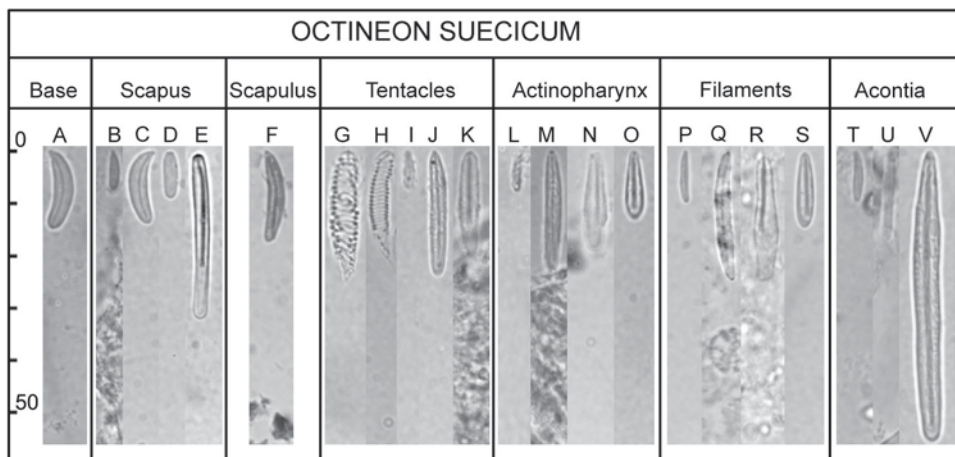 OCTINEON SUECICUM
Base Scapus Scapulus Tentacles Actinopharynx Filaments Acontia
0 A B C D E F G H I J K L M N O P Q R S T U V
50